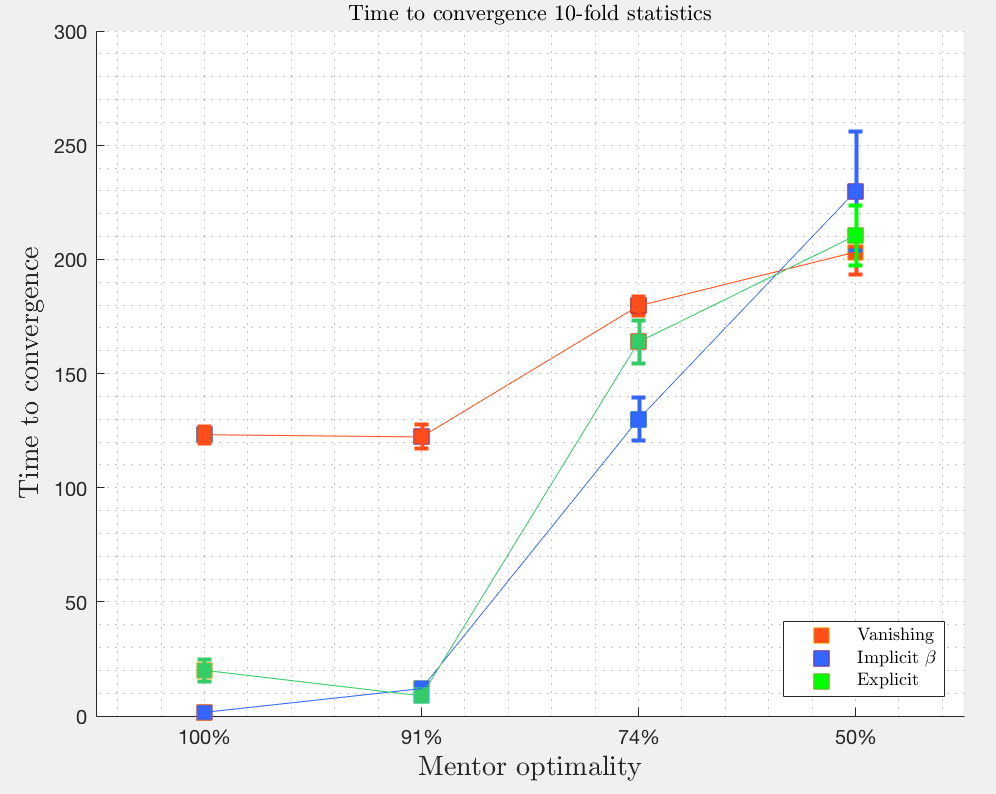 Time to convergence 10-fold statistics
300
250
200
150
100
50
0
Time to convergence
100% 91% 74% 50%
Mentor optimality
Vanishing
Implicit β
Explicit